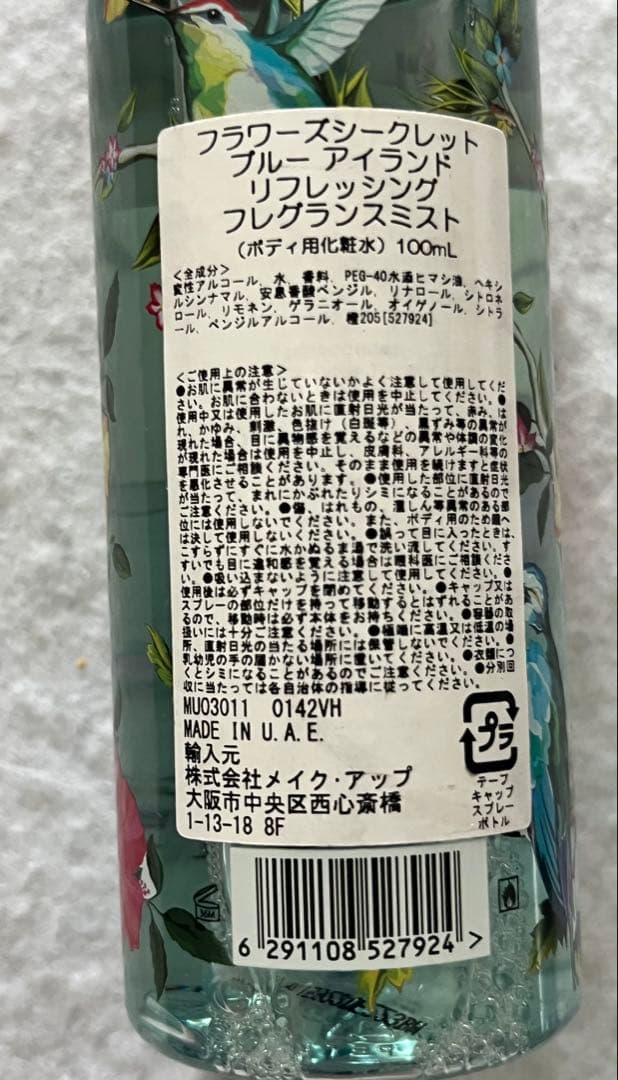 フラワーズシークレット
ブルー アイランド
リフレッシング
フレグランスミスト
(ボディ用化粧水) 100mL
<全成分>
変性アルコール、水、香料、PEG-40水添ヒマシ油、ヘキシ
ルシンナマル、安息香酸ベンジル、リナロール、シトロネ
ロール、リモネン、ゲラニオール、オイゲノール、シトラ
ール、ベンジルアルコール、橙205[527924]
<ご使用上の注意>
●お肌に異常が生じていないかよく注意して使用してくだ
さい。お肌に合わないときは使用を中止してください。●
使用中又は使用したお肌に直射日光が当たって、赤み、は
れ、かゆみ、刺激、色抜け(白斑等)、黒ずみ等の異常が
現れた場合、目に異物感を覚えるなどの異常や体調の変化
が現れた場合は使用を中止し、皮膚科、アレルギー科等の
専門医にご相談ください。そのまま使用を続けますと症状
を悪化させることがあります。●使用した部位に直射日光
が当たって、まれにかぶれたりシミになることがあるので
ご注意ください。●傷、はれもの、湿しん等異常のある部
位には使用しないでください。また、ボディ用のため顔へ
は決して使用しないください。●誤って目に入ったときは、
こすらずにすぐに水かぬるま湯で洗い流してください。す
すいでも目に違和感を覚える場合は眼科医にご相談くださ
い。●吸い込まないように注意して使用してください。●
使用後は必ずキャップを閉めてください。●キャップ又は
スプレーの部位だけを持って移動するとはずれることがあ
るので、移動時は必ず本体をお持ちください。●容器の取
扱いには十分ご注意ください。●極端に高温又は低温の場
所、直射日光の当たる場所には保管しないでください。●
乳幼児の手の届かない場所に置いてください。●衣類につ
くとシミになることがあるのでご注意ください。●分別回
収に当たっては各自治体の指導に従ってください。
MU03011 0142VH
MADE IN U.A.E.
輸入元
株式会社メイク・アップ
大阪市中央区西心斎橋
1-13-18 8F
プラ
テープ
キャップ
スプレー
ボトル
36M
6 291108 527924 >